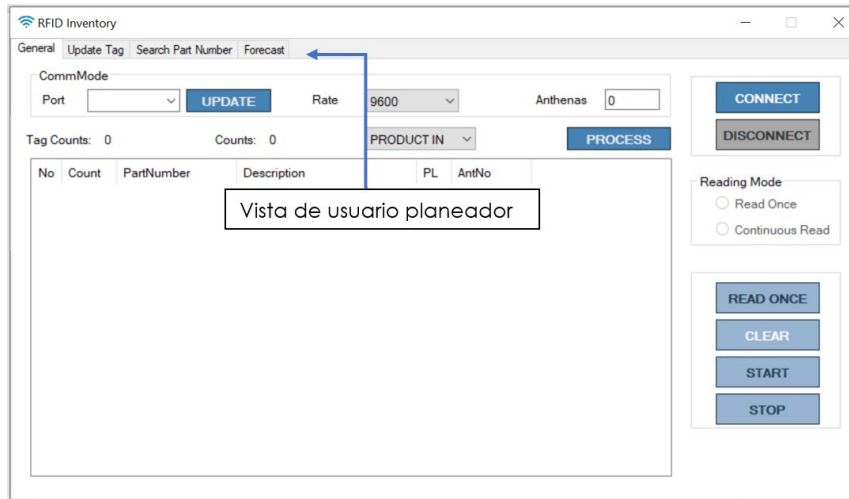 RFID Inventory
General Update Tag Search Part Number Forecast
CommMode
Port UPDATE Rate 9600 Anthenas 0
CONNECT
DISCONNECT
Tag Counts: 0 Counts: 0 PRODUCT IN PROCESS
No Count PartNumber Description PL AntNo
Vista de usuario planeador
Reading Mode
Read Once
Continuous Read
READ ONCE
CLEAR
START
STOP